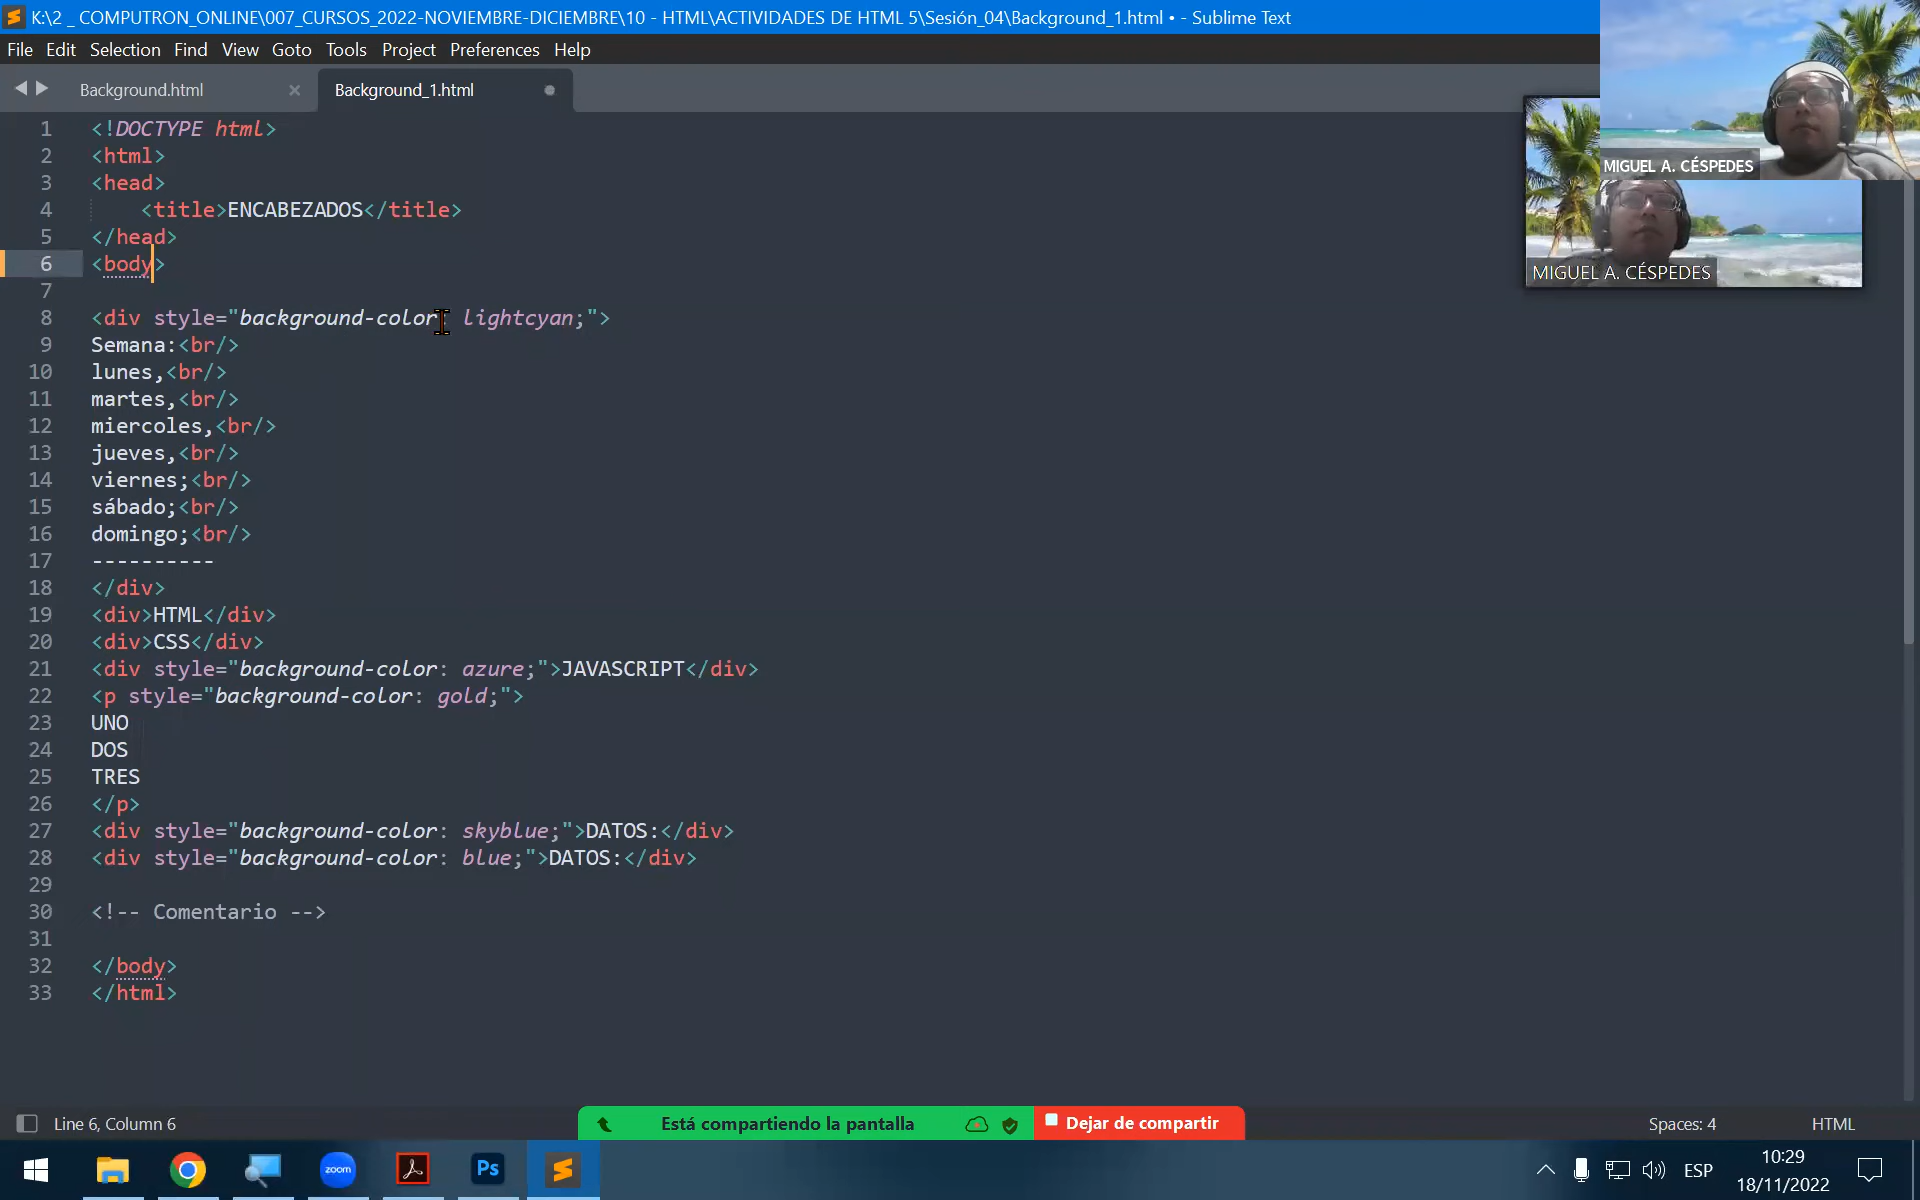 K:\2 _ COMPUTRON_ONLINE\007_CURSOS_2022-NOVIEMBRE-DICIEMBRE\10 - HTML\ACTIVIDADES DE HTML 5\Sesión_04\Background_1.html • - Sublime Text
File Edit Selection Find View Goto Tools Project Preferences Help
Background.html Background_1.html
1 <!DOCTYPE html>
2 <html>
3 <head>
4 <title>ENCABEZADOS</title>
5 </head>
6 <body>
7
8 <div style="background-color: lightcyan;">
9 Semana:<br/>
10 lunes,<br/>
11 martes,<br/>
12 miercoles,<br/>
13 jueves,<br/>
14 viernes;<br/>
15 sábado;<br/>
16 domingo;<br/>
17 ----------
18 </div>
19 <div>HTML</div>
20 <div>CSS</div>
21 <div style="background-color: azure;">JAVASCRIPT</div>
22 <p style="background-color: gold;">
23 UNO
24 DOS
25 TRES
26 </p>
27 <div style="background-color: skyblue;">DATOS:</div>
28 <div style="background-color: blue;">DATOS:</div>
29
30 <!-- Comentario -->
31
32 </body>
33 </html>
MIGUEL A. CÉSPEDES
MIGUEL A. CÉSPEDES
Line 6, Column 6
Está compartiendo la pantalla
Dejar de compartir
Spaces: 4
HTML
zoom
Ps
ESP
10:29
18/11/2022